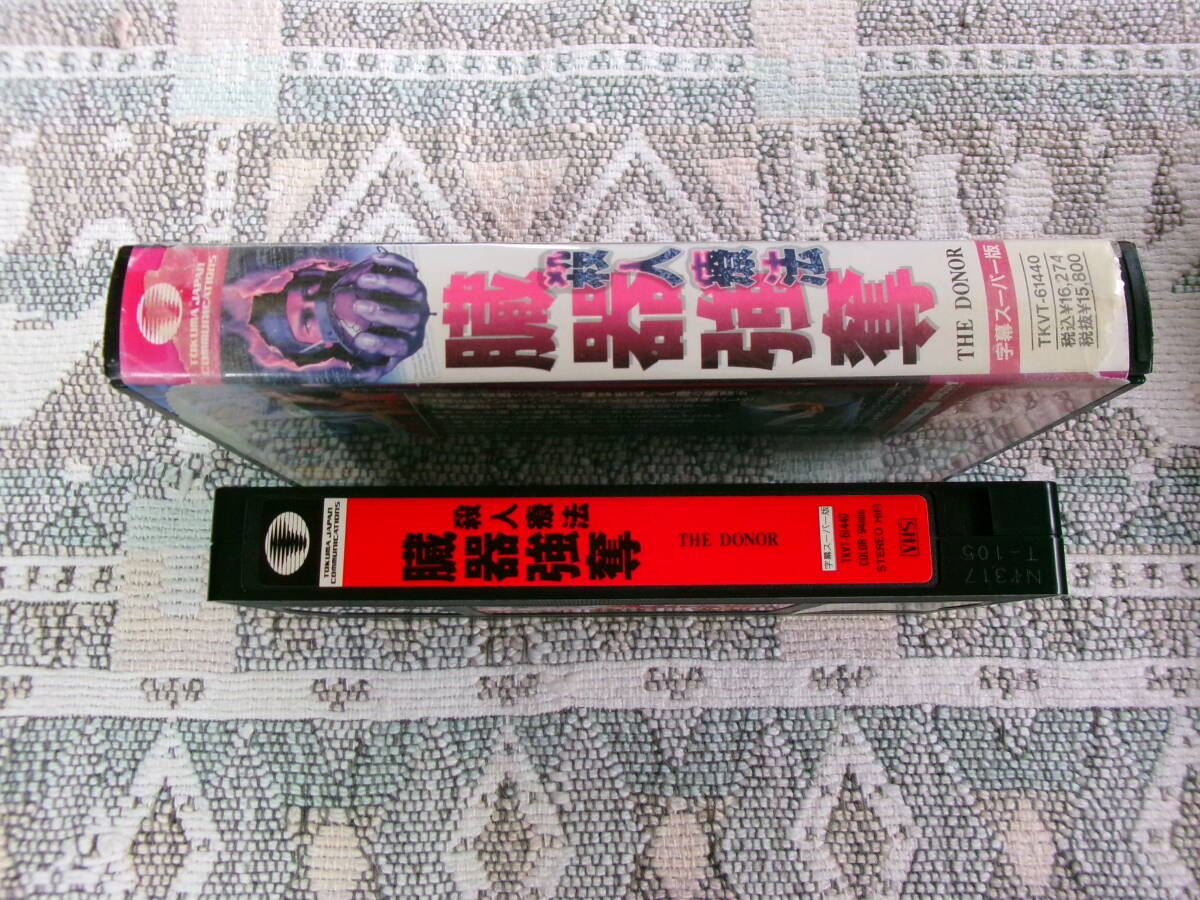 TOKUMA JAPAN
COMMUNICATIONS
殺人療法
臓器強奪
THE DONOR
字幕スーパー版
TKVT-61440
税込¥16,274
税抜¥15,800
TOKUMA JAPAN
COMMUNICATIONS
殺人療法
臓器強奪
THE DONOR
字幕スーパー版
TKVT-61440
COLOR 94min
STEREO HiFi
VHS